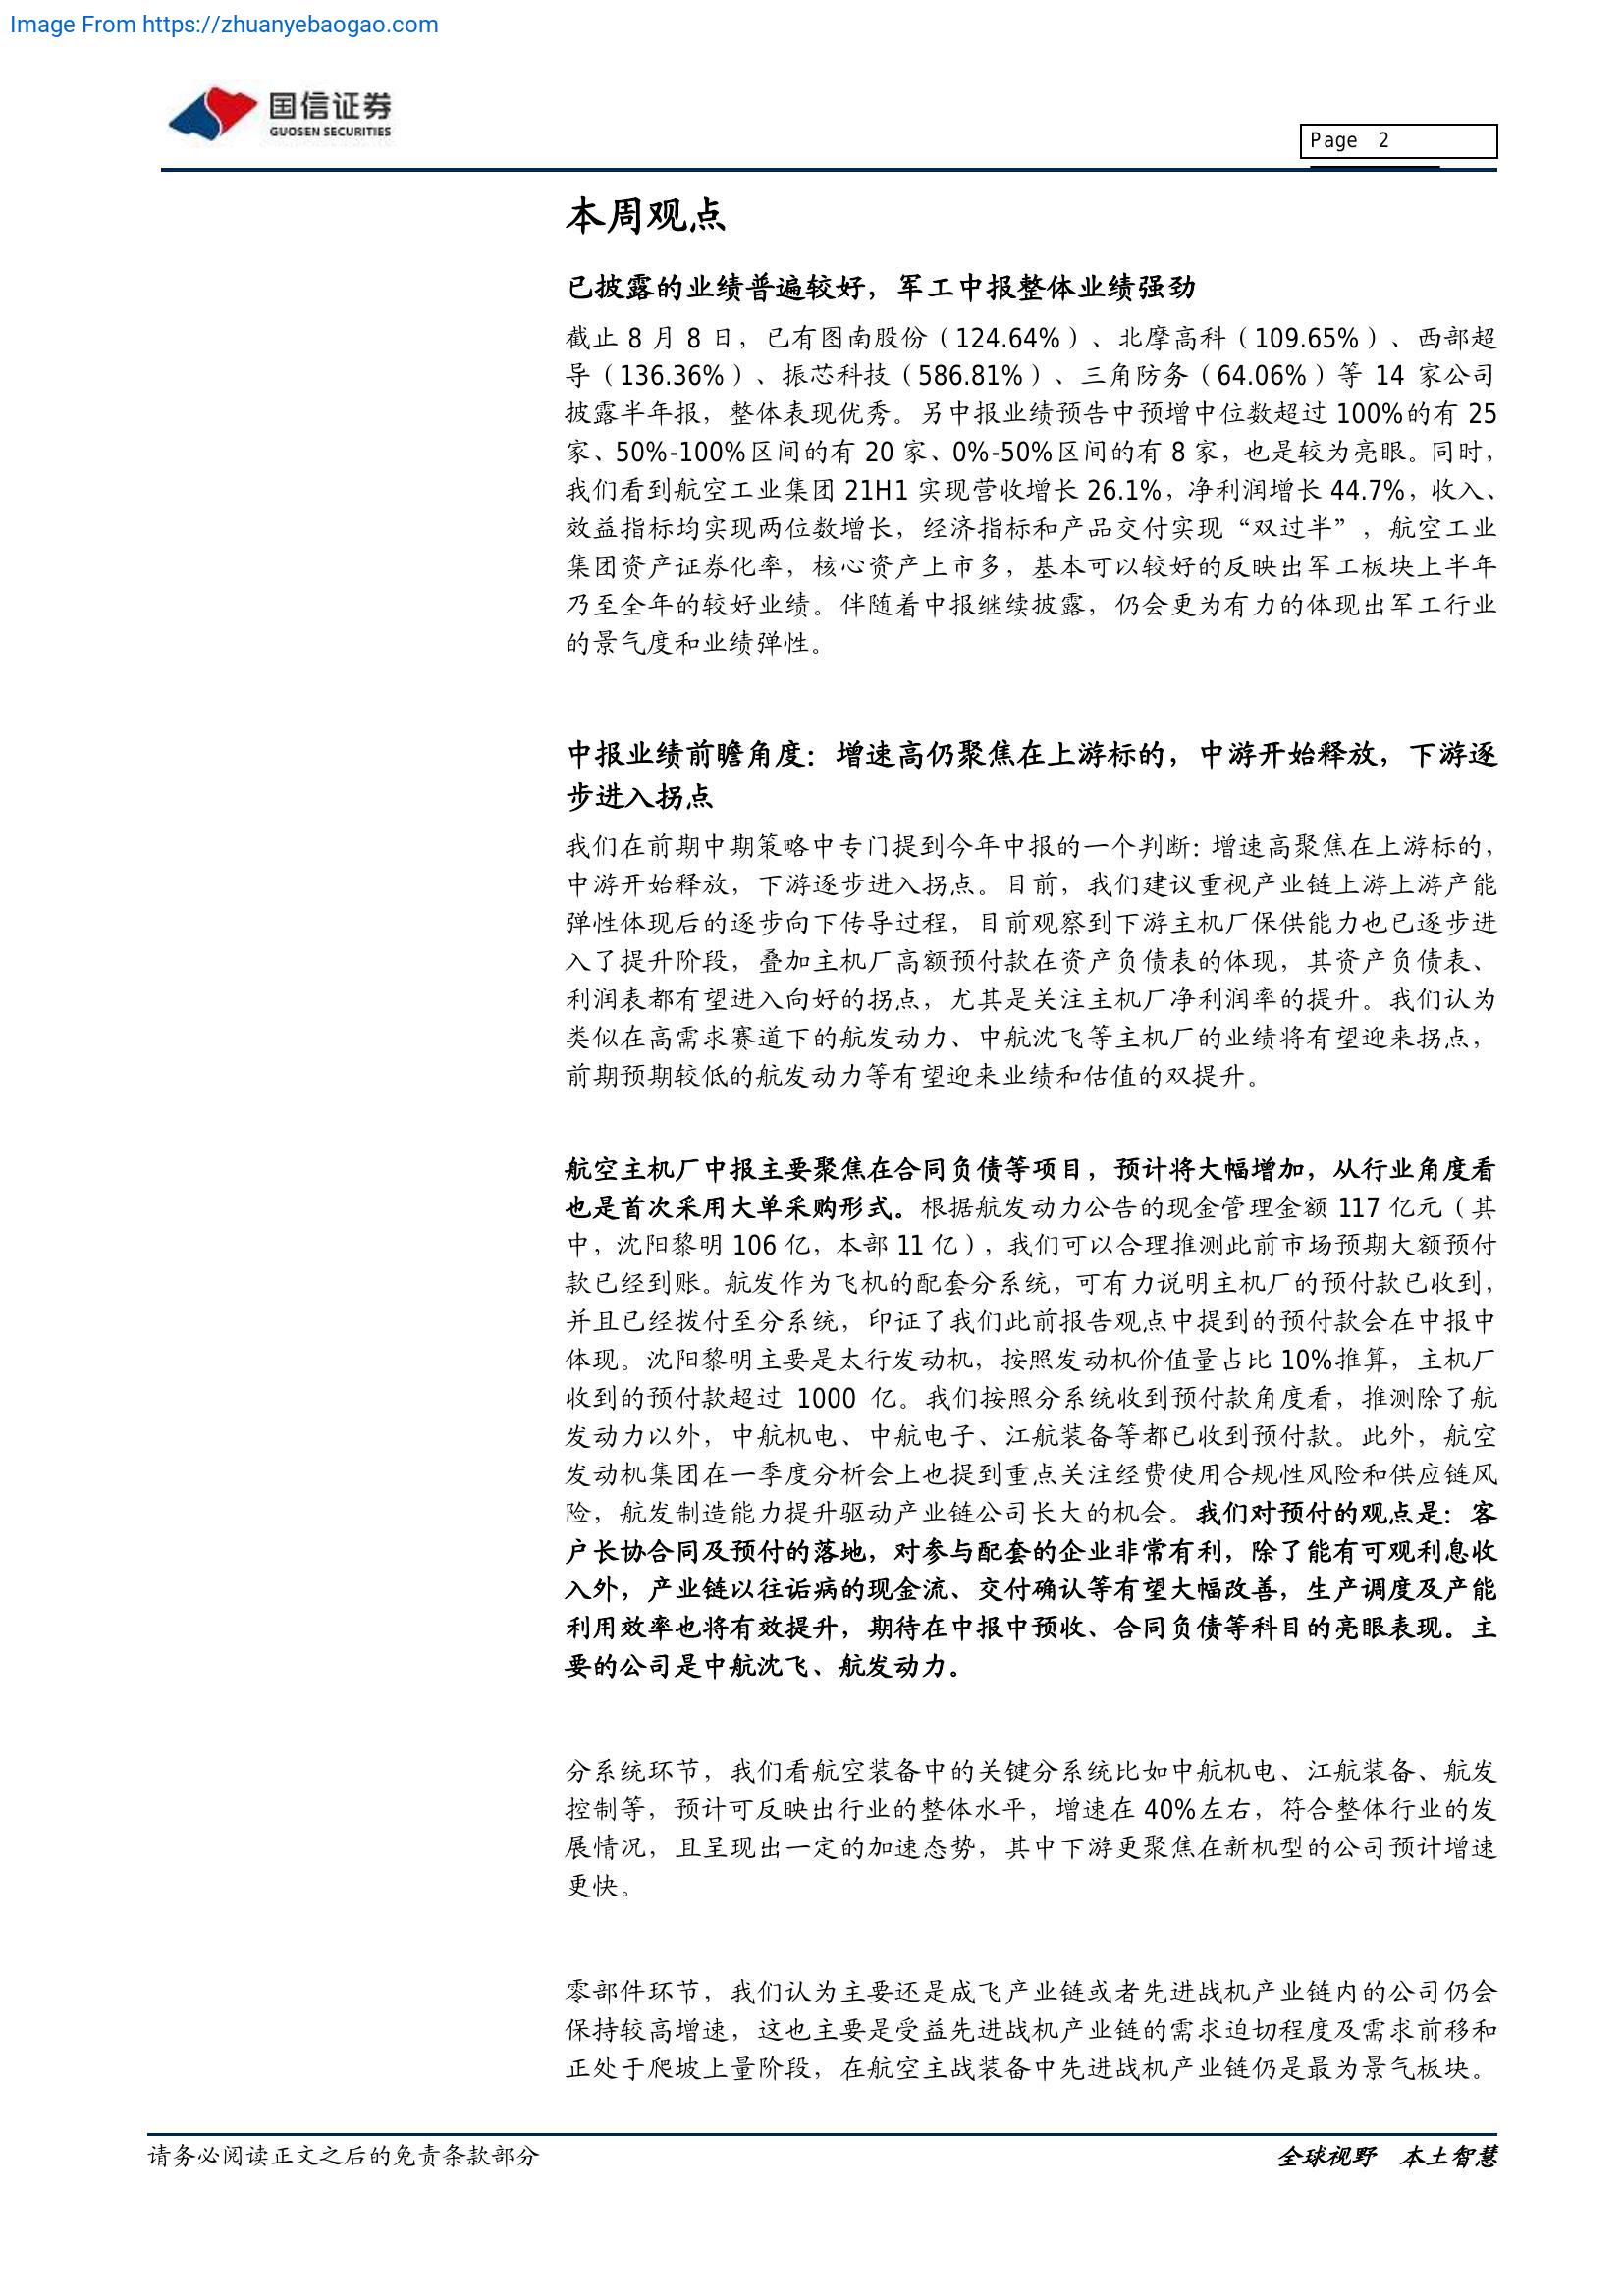 Image From https://zhuanyebaogao.com
国信证券
GUOSEN SECURITIES
Page 2
本周观点
已披露的业绩普遍较好，军工中报整体业绩强劲
截止 8 月 8 日，已有图南股份（124.64%）、北摩高科（109.65%）、西部超
导（136.36%）、振芯科技（586.81%）、三角防务（64.06%）等 14 家公司
披露半年报，整体表现优秀。另中报业绩预告中预增中位数超过 100%的有 25
家、50%-100%区间的有 20 家、0%-50%区间的有 8 家，也是较为亮眼。同时，
我们看到航空工业集团 21H1 实现营收增长 26.1%，净利润增长 44.7%，收入、
效益指标均实现两位数增长，经济指标和产品交付实现“双过半”，航空工业
集团资产证券化率，核心资产上市多，基本可以较好的反映出军工板块上半年
乃至全年的较好业绩。伴随着中报继续披露，仍会更为有力的体现出军工行业
的景气度和业绩弹性。
中报业绩前瞻角度：增速高仍聚焦在上游标的，中游开始释放，下游逐
步进入拐点
我们在前期中期策略中专门提到今年中报的一个判断：增速高聚焦在上游标的，
中游开始释放，下游逐步进入拐点。目前，我们建议重视产业链上游上游产能
弹性体现后的逐步向下传导过程，目前观察到下游主机厂保供能力也已逐步进
入了提升阶段，叠加主机厂高额预付款在资产负债表的体现，其资产负债表、
利润表都有望进入向好的拐点，尤其是关注主机厂净利润率的提升。我们认为
类似在高需求赛道下的航发动力、中航沈飞等主机厂的业绩将有望迎来拐点，
前期预期较低的航发动力等有望迎来业绩和估值的双提升。
航空主机厂中报主要聚焦在合同负债等项目，预计将大幅增加，从行业角度看
也是首次采用大单采购形式。根据航发动力公告的现金管理金额 117 亿元（其
中，沈阳黎明 106 亿，本部 11 亿），我们可以合理推测此前市场预期大额预付
款已经到账。航发作为飞机的配套分系统，可有力说明主机厂的预付款已收到，
并且已经拨付至分系统，印证了我们此前报告观点中提到的预付款会在中报中
体现。沈阳黎明主要是太行发动机，按照发动机价值量占比 10%推算，主机厂
收到的预付款超过 1000 亿。我们按照分系统收到预付款角度看，推测除了航
发动力以外，中航机电、中航电子、江航装备等都已收到预付款。此外，航空
发动机集团在一季度分析会上也提到重点关注经费使用合规性风险和供应链风
险，航发制造能力提升驱动产业链公司长大的机会。我们对预付的观点是：客
户长协合同及预付的落地，对参与配套的企业非常有利，除了能有可观利息收
入外，产业链以往诟病的现金流、交付确认等有望大幅改善，生产调度及产能
利用效率也将有效提升，期待在中报中预收、合同负债等科目的亮眼表现。主
要的公司是中航沈飞、航发动力。
分系统环节，我们看航空装备中的关键分系统比如中航机电、江航装备、航发
控制等，预计可反映出行业的整体水平，增速在 40%左右，符合整体行业的发
展情况，且呈现出一定的加速态势，其中下游更聚焦在新机型的公司预计增速
更快。
零部件环节，我们认为主要还是成飞产业链或者先进战机产业链内的公司仍会
保持较高增速，这也主要是受益先进战机产业链的需求迫切程度及需求前移和
正处于爬坡上量阶段，在航空主战装备中先进战机产业链仍是最为景气板块。
请务必阅读正文之后的免责条款部分
全球视野 本土智慧